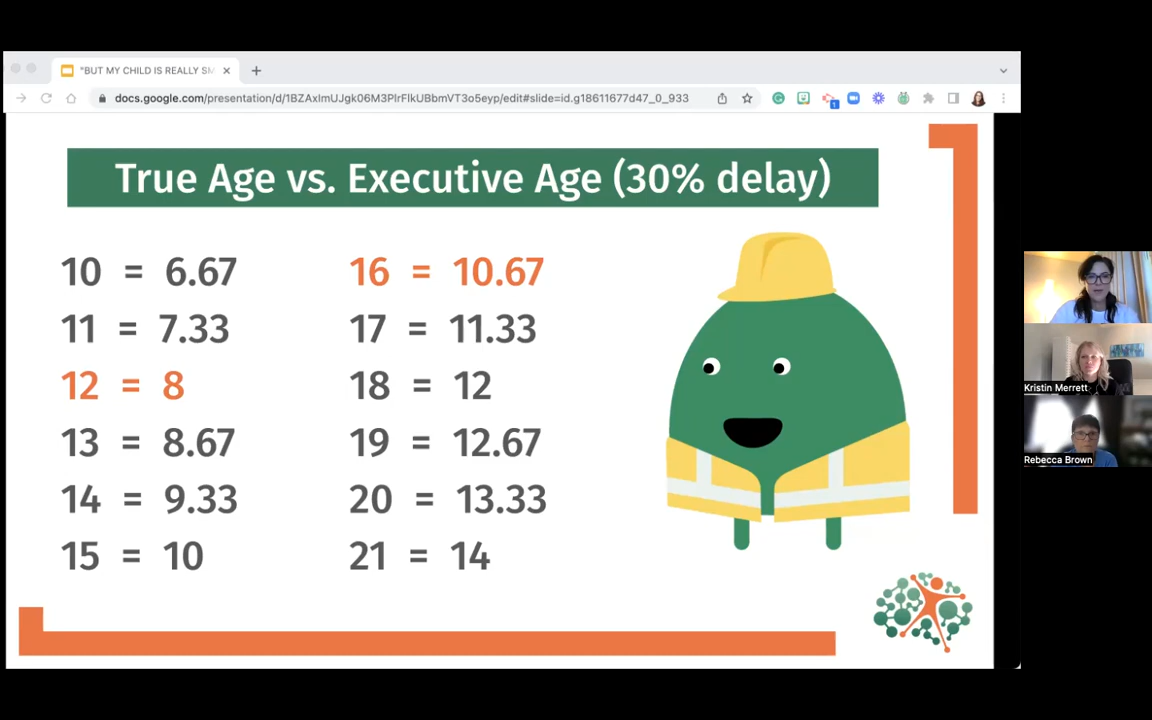 "BUT MY CHILD IS REALLY SM
docs.google.com/presentation/d/1BZAxImUJgk06M3PIrFIkUBbmVT3o5eyp/edit#slide=id.g18611677d47_0_933
1
True Age vs. Executive Age (30% delay)
10 = 6.67
11 = 7.33
12 = 8
13 = 8.67
14 = 9.33
15 = 10
16 = 10.67
17 = 11.33
18 = 12
19 = 12.67
20 = 13.33
21 = 14
Kristin Merrett
Rebecca Brown